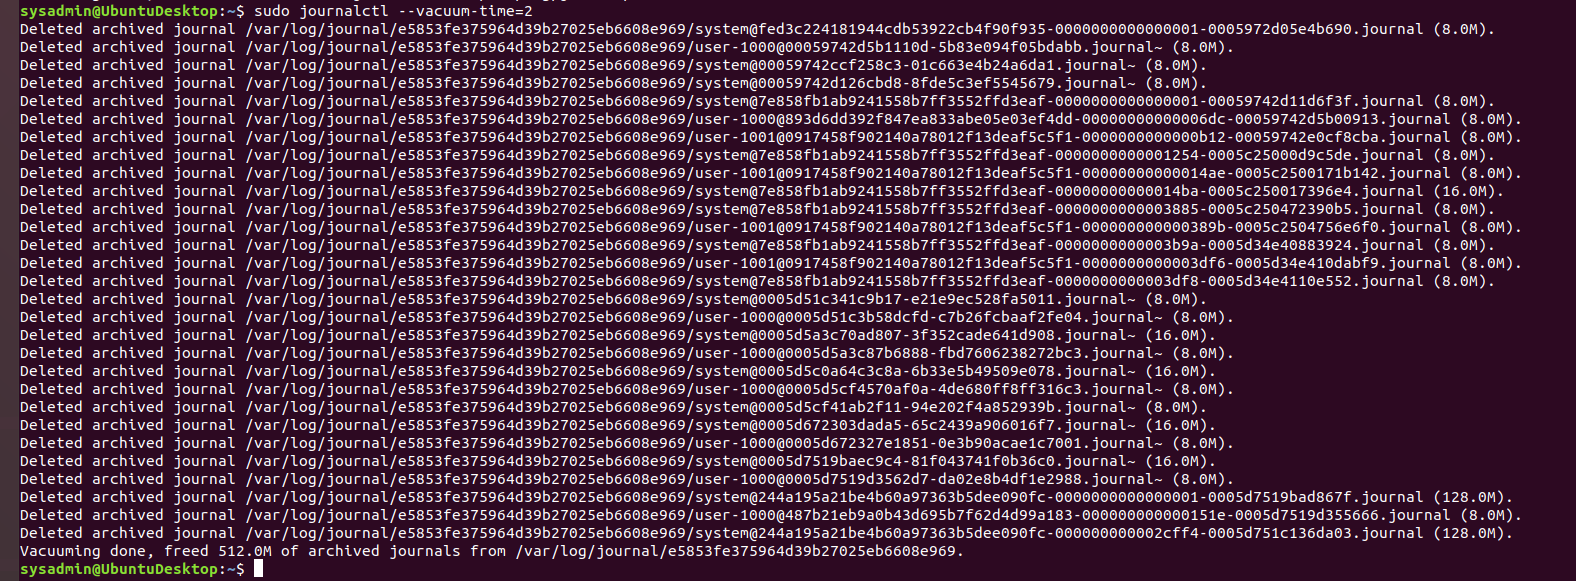 sysadmin@UbuntuDesktop:~$ sudo journalctl --vacuum-time=2
Deleted archived journal /var/log/journal/e5853fe375964d39b27025eb6608e969/system@fed3c224181944cdb53922cb4f90f935-0000000000000001-0005972d05e4b690.journal (8.0M).
Deleted archived journal /var/log/journal/e5853fe375964d39b27025eb6608e969/user-1000@00059742d5b1110d-5b83e094f05bdabb.journal~ (8.0M).
Deleted archived journal /var/log/journal/e5853fe375964d39b27025eb6608e969/system@00059742ccf258c3-01c663e4b24a6da1.journal~ (8.0M).
Deleted archived journal /var/log/journal/e5853fe375964d39b27025eb6608e969/system@00059742d126cbd8-8fde5c3ef5545679.journal~ (8.0M).
Deleted archived journal /var/log/journal/e5853fe375964d39b27025eb6608e969/system@7e858fb1ab9241558b7ff3552ffd3eaf-0000000000000001-00059742d11d6f3f.journal (8.0M).
Deleted archived journal /var/log/journal/e5853fe375964d39b27025eb6608e969/user-1000@893d6dd392f847ea833abe05e03ef4dd-00000000000006dc-00059742d5b00913.journal (8.0M).
Deleted archived journal /var/log/journal/e5853fe375964d39b27025eb6608e969/user-1001@0917458f902140a78012f13deaf5c5f1-0000000000000b12-00059742e0cf8cba.journal (8.0M).
Deleted archived journal /var/log/journal/e5853fe375964d39b27025eb6608e969/system@7e858fb1ab9241558b7ff3552ffd3eaf-0000000000001254-0005c25000d9c5de.journal (8.0M).
Deleted archived journal /var/log/journal/e5853fe375964d39b27025eb6608e969/user-1001@0917458f902140a78012f13deaf5c5f1-00000000000014ae-0005c2500171b142.journal (8.0M).
Deleted archived journal /var/log/journal/e5853fe375964d39b27025eb6608e969/system@7e858fb1ab9241558b7ff3552ffd3eaf-00000000000014ba-0005c250017396e4.journal (16.0M).
Deleted archived journal /var/log/journal/e5853fe375964d39b27025eb6608e969/system@7e858fb1ab9241558b7ff3552ffd3eaf-0000000000003885-0005c250472390b5.journal (8.0M).
Deleted archived journal /var/log/journal/e5853fe375964d39b27025eb6608e969/user-1001@0917458f902140a78012f13deaf5c5f1-000000000000389b-0005c2504756e6f0.journal (8.0M).
Deleted archived journal /var/log/journal/e5853fe375964d39b27025eb6608e969/system@7e858fb1ab9241558b7ff3552ffd3eaf-0000000000003b9a-0005d34e40883924.journal (8.0M).
Deleted archived journal /var/log/journal/e5853fe375964d39b27025eb6608e969/user-1001@0917458f902140a78012f13deaf5c5f1-0000000000003df6-0005d34e410dabf9.journal (8.0M).
Deleted archived journal /var/log/journal/e5853fe375964d39b27025eb6608e969/system@7e858fb1ab9241558b7ff3552ffd3eaf-0000000000003df8-0005d34e4110e552.journal (8.0M).
Deleted archived journal /var/log/journal/e5853fe375964d39b27025eb6608e969/system@0005d51c341c9b17-e21e9ec528fa5011.journal~ (8.0M).
Deleted archived journal /var/log/journal/e5853fe375964d39b27025eb6608e969/user-1000@0005d51c3b58dcfd-c7b26fcbaaf2fe04.journal~ (8.0M).
Deleted archived journal /var/log/journal/e5853fe375964d39b27025eb6608e969/system@0005d5a3c70ad807-3f352cade641d908.journal~ (16.0M).
Deleted archived journal /var/log/journal/e5853fe375964d39b27025eb6608e969/user-1000@0005d5a3c87b6888-fbd7606238272bc3.journal~ (8.0M).
Deleted archived journal /var/log/journal/e5853fe375964d39b27025eb6608e969/system@0005d5c0a64c3c8a-6b33e5b49509e078.journal~ (16.0M).
Deleted archived journal /var/log/journal/e5853fe375964d39b27025eb6608e969/user-1000@0005d5cf4570af0a-4de680ff8ff316c3.journal~ (8.0M).
Deleted archived journal /var/log/journal/e5853fe375964d39b27025eb6608e969/system@0005d5cf41ab2f11-94e202f4a852939b.journal~ (8.0M).
Deleted archived journal /var/log/journal/e5853fe375964d39b27025eb6608e969/system@0005d672303dada5-65c2439a906016f7.journal~ (16.0M).
Deleted archived journal /var/log/journal/e5853fe375964d39b27025eb6608e969/user-1000@0005d672327e1851-0e3b90acae1c7001.journal~ (8.0M).
Deleted archived journal /var/log/journal/e5853fe375964d39b27025eb6608e969/system@0005d7519baec9c4-81f043741f0b36c0.journal~ (16.0M).
Deleted archived journal /var/log/journal/e5853fe375964d39b27025eb6608e969/user-1000@0005d7519d3562d7-da02e8b4df1e2988.journal~ (8.0M).
Deleted archived journal /var/log/journal/e5853fe375964d39b27025eb6608e969/system@244a195a21be4b60a97363b5dee090fc-0000000000000001-0005d7519bad867f.journal (128.0M).
Deleted archived journal /var/log/journal/e5853fe375964d39b27025eb6608e969/user-1000@487b21eb9a0b43d695b7f62d4d99a183-000000000000151e-0005d7519d355666.journal (8.0M).
Deleted archived journal /var/log/journal/e5853fe375964d39b27025eb6608e969/system@244a195a21be4b60a97363b5dee090fc-000000000002cff4-0005d751c136da03.journal (128.0M).
Vacuuming done, freed 512.0M of archived journals from /var/log/journal/e5853fe375964d39b27025eb6608e969.
sysadmin@UbuntuDesktop:~$